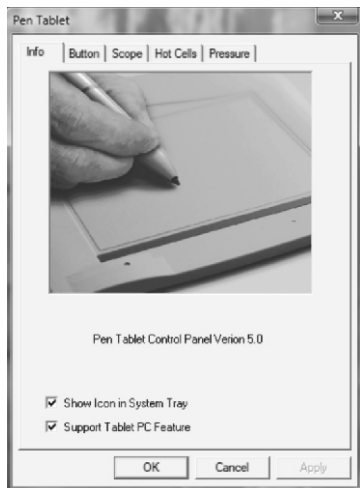 Pen Tablet
Info Button Scope Hot Cells Pressure
Pen Tablet Control Panel Verion 5.0
Show Icon in System Tray
Support Tablet PC Feature
OK Cancel Apply